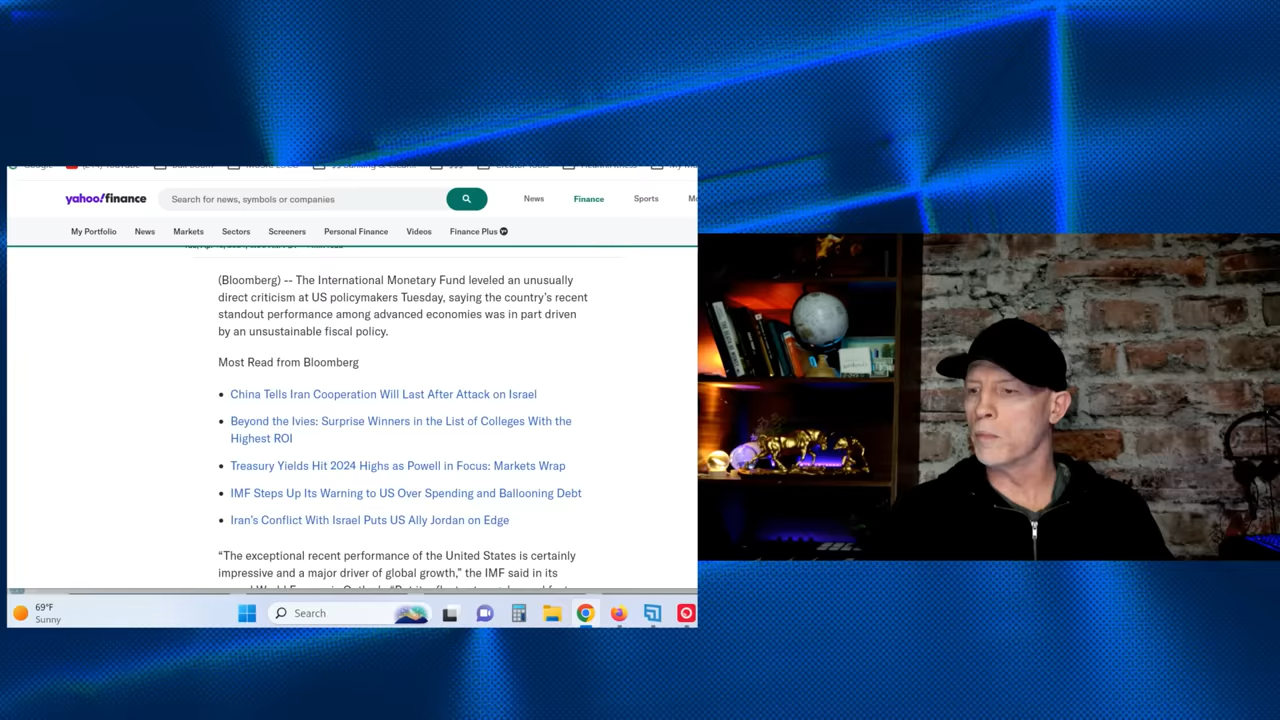 yahoo!finance
Search for news, symbols or companies
News
Finance
Sports
My Portfolio
News
Markets
Sectors
Screeners
Personal Finance
Videos
Finance Plus
(Bloomberg) -- The International Monetary Fund leveled an unusually
direct criticism at US policymakers Tuesday, saying the country's recent
standout performance among advanced economies was in part driven
by an unsustainable fiscal policy.
Most Read from Bloomberg
• China Tells Iran Cooperation Will Last After Attack on Israel
• Beyond the Ivies: Surprise Winners in the List of Colleges With the
Highest ROI
• Treasury Yields Hit 2024 Highs as Powell in Focus: Markets Wrap
• IMF Steps Up Its Warning to US Over Spending and Ballooning Debt
• Iran's Conflict With Israel Puts US Ally Jordan on Edge
“The exceptional recent performance of the United States is certainly
impressive and a major driver of global growth,” the IMF said in its
69°F
Sunny
Search